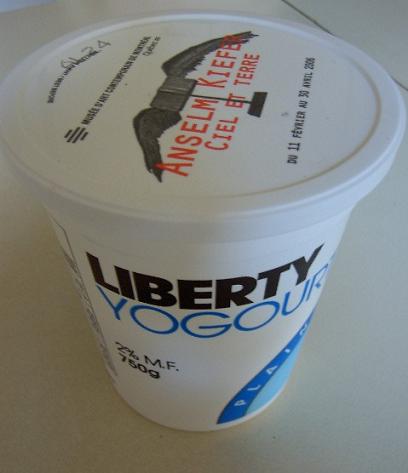 MUSÉE D'ART CONTEMPORAIN DE MONTRÉAL
Québec
ANSELM KIEFER
CIEL ET TERRE
DU 11 FÉVRIER AU 30 AVRIL 2006
LIBERTY
YOGOUR
2% M.F.
750g
PLAI